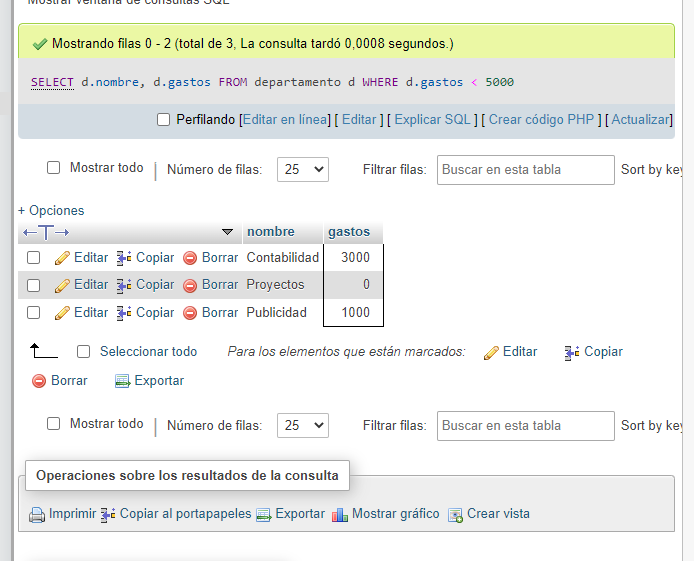 Mostrar ventana de consultas SQL
Mostrando filas 0 - 2 (total de 3, La consulta tardó 0,0008 segundos.)
SELECT d.nombre, d.gastos FROM departamento d WHERE d.gastos < 5000
Perfilando [Editar en línea] [ Editar ] [ Explicar SQL ] [ Crear código PHP ] [ Actualizar]
Mostrar todo | Número de filas: 25 Filtrar filas: Buscar en esta tabla Sort by key
+ Opciones
←T→ nombre gastos
Editar Copiar Borrar Contabilidad 3000
Editar Copiar Borrar Proyectos 0
Editar Copiar Borrar Publicidad 1000
Seleccionar todo Para los elementos que están marcados: Editar Copiar
Borrar Exportar
Mostrar todo | Número de filas: 25 Filtrar filas: Buscar en esta tabla Sort by key
Operaciones sobre los resultados de la consulta
Imprimir Copiar al portapapeles Exportar Mostrar gráfico Crear vista